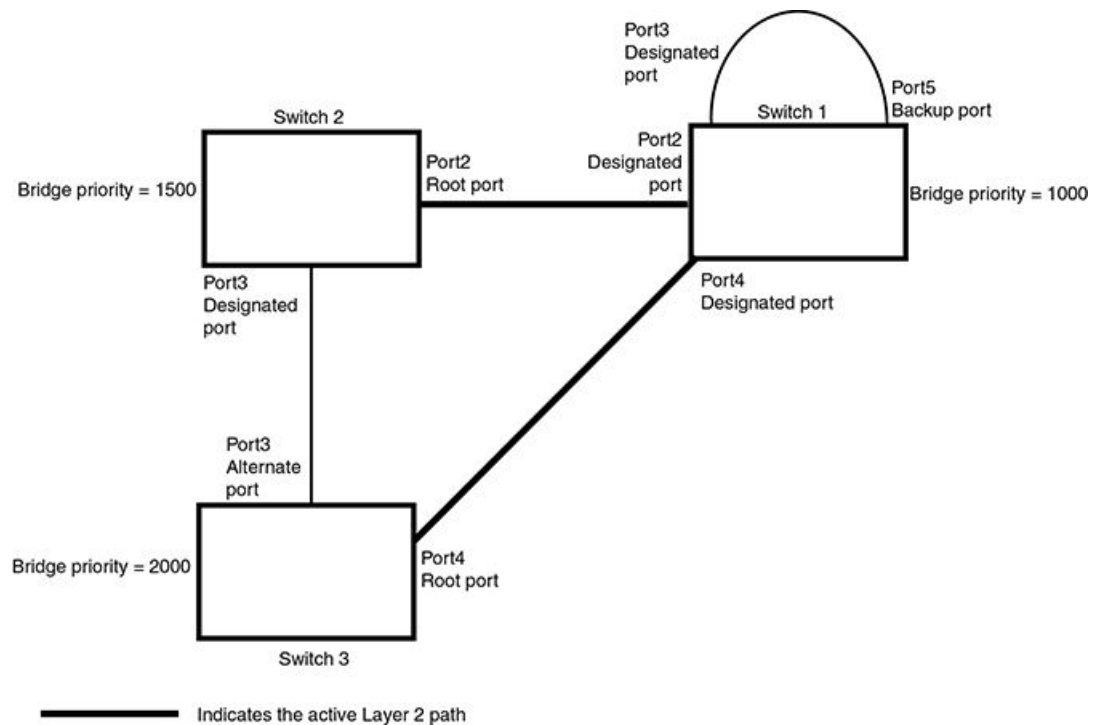 Port3
Designated
port
Port5
Backup port
Switch 1
Switch 2
Port2
Root port
Port2
Designated
port
Bridge priority = 1500
Bridge priority = 1000
Port3
Designated
port
Port4
Designated port
Port3
Alternate
port
Bridge priority = 2000
Port4
Root port
Switch 3
Indicates the active Layer 2 path